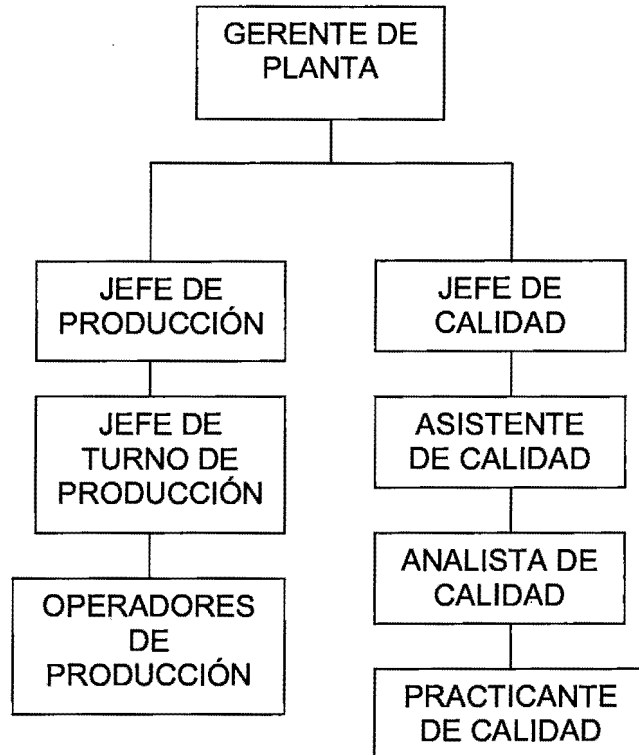 GERENTE DE
PLANTA
JEFE DE
PRODUCCIÓN
JEFE DE
TURNO DE
PRODUCCIÓN
OPERADORES
DE
PRODUCCIÓN
JEFE DE
CALIDAD
ASISTENTE
DE CALIDAD
ANALISTA DE
CALIDAD
PRACTICANTE
DE CALIDAD